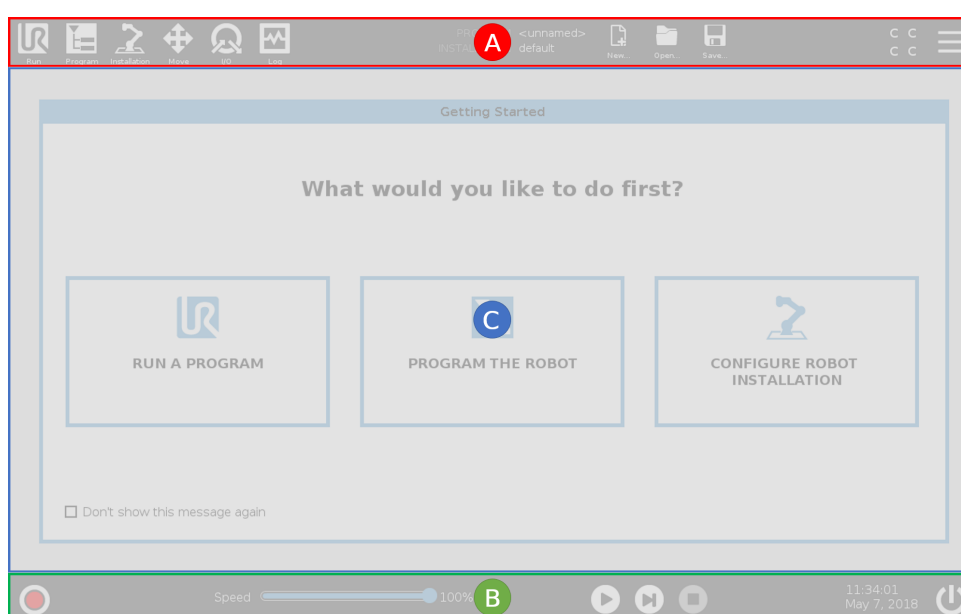 Run Program Installation Move I/O Log
A
<unnamed>
default
New... Open... Save...
C C
C C
Getting Started
What would you like to do first?
C
RUN A PROGRAM
PROGRAM THE ROBOT
CONFIGURE ROBOT
INSTALLATION
Don't show this message again
Speed
100%
B
11:34:01
May 7, 2018